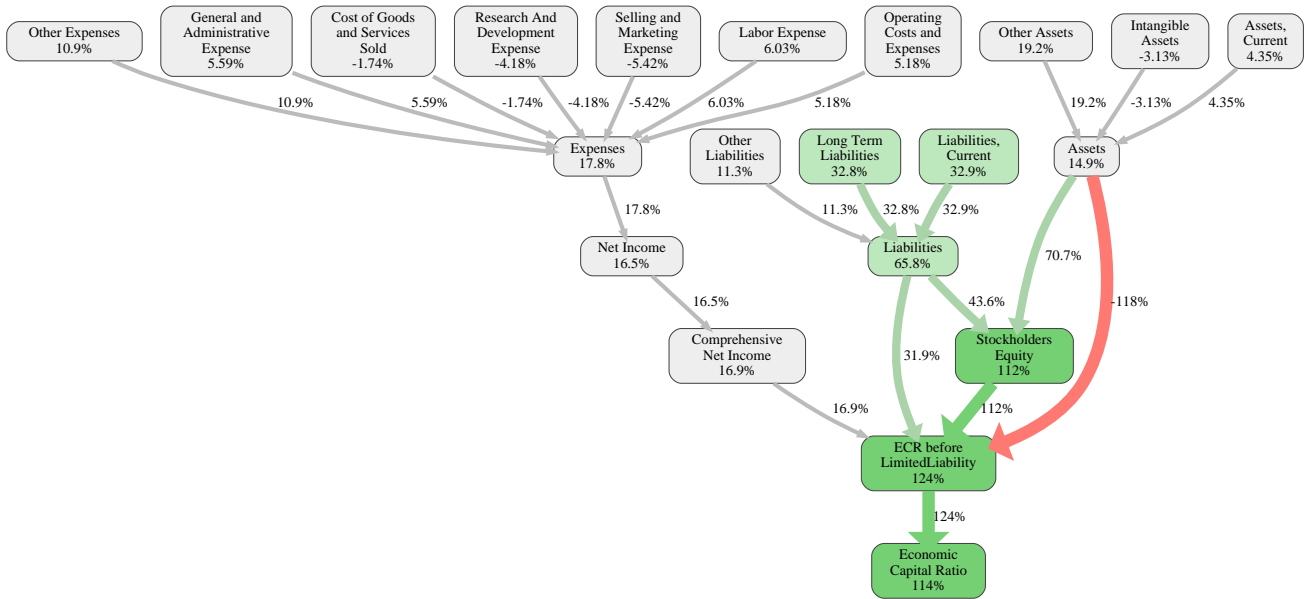 Other Expenses
10.9%
General and
Administrative
Expense
5.59%
Cost of Goods
and Services
Sold
-1.74%
Research And
Development
Expense
-4.18%
Selling and
Marketing
Expense
-5.42%
Labor Expense
6.03%
Operating
Costs and
Expenses
5.18%
Other Assets
19.2%
Intangible
Assets
-3.13%
Assets,
Current
4.35%
10.9%
5.59%
-1.74%
-4.18%
-5.42%
6.03%
5.18%
19.2%
-3.13%
4.35%
Expenses
17.8%
Other
Liabilities
11.3%
Long Term
Liabilities
32.8%
Liabilities,
Current
32.9%
Assets
14.9%
17.8%
11.3%
32.8%
32.9%
Net Income
16.5%
Liabilities
65.8%
70.7%
-118%
16.5%
43.6%
Comprehensive
Net Income
16.9%
31.9%
Stockholders
Equity
112%
16.9%
112%
ECR before
LimitedLiability
124%
124%
Economic
Capital Ratio
114%